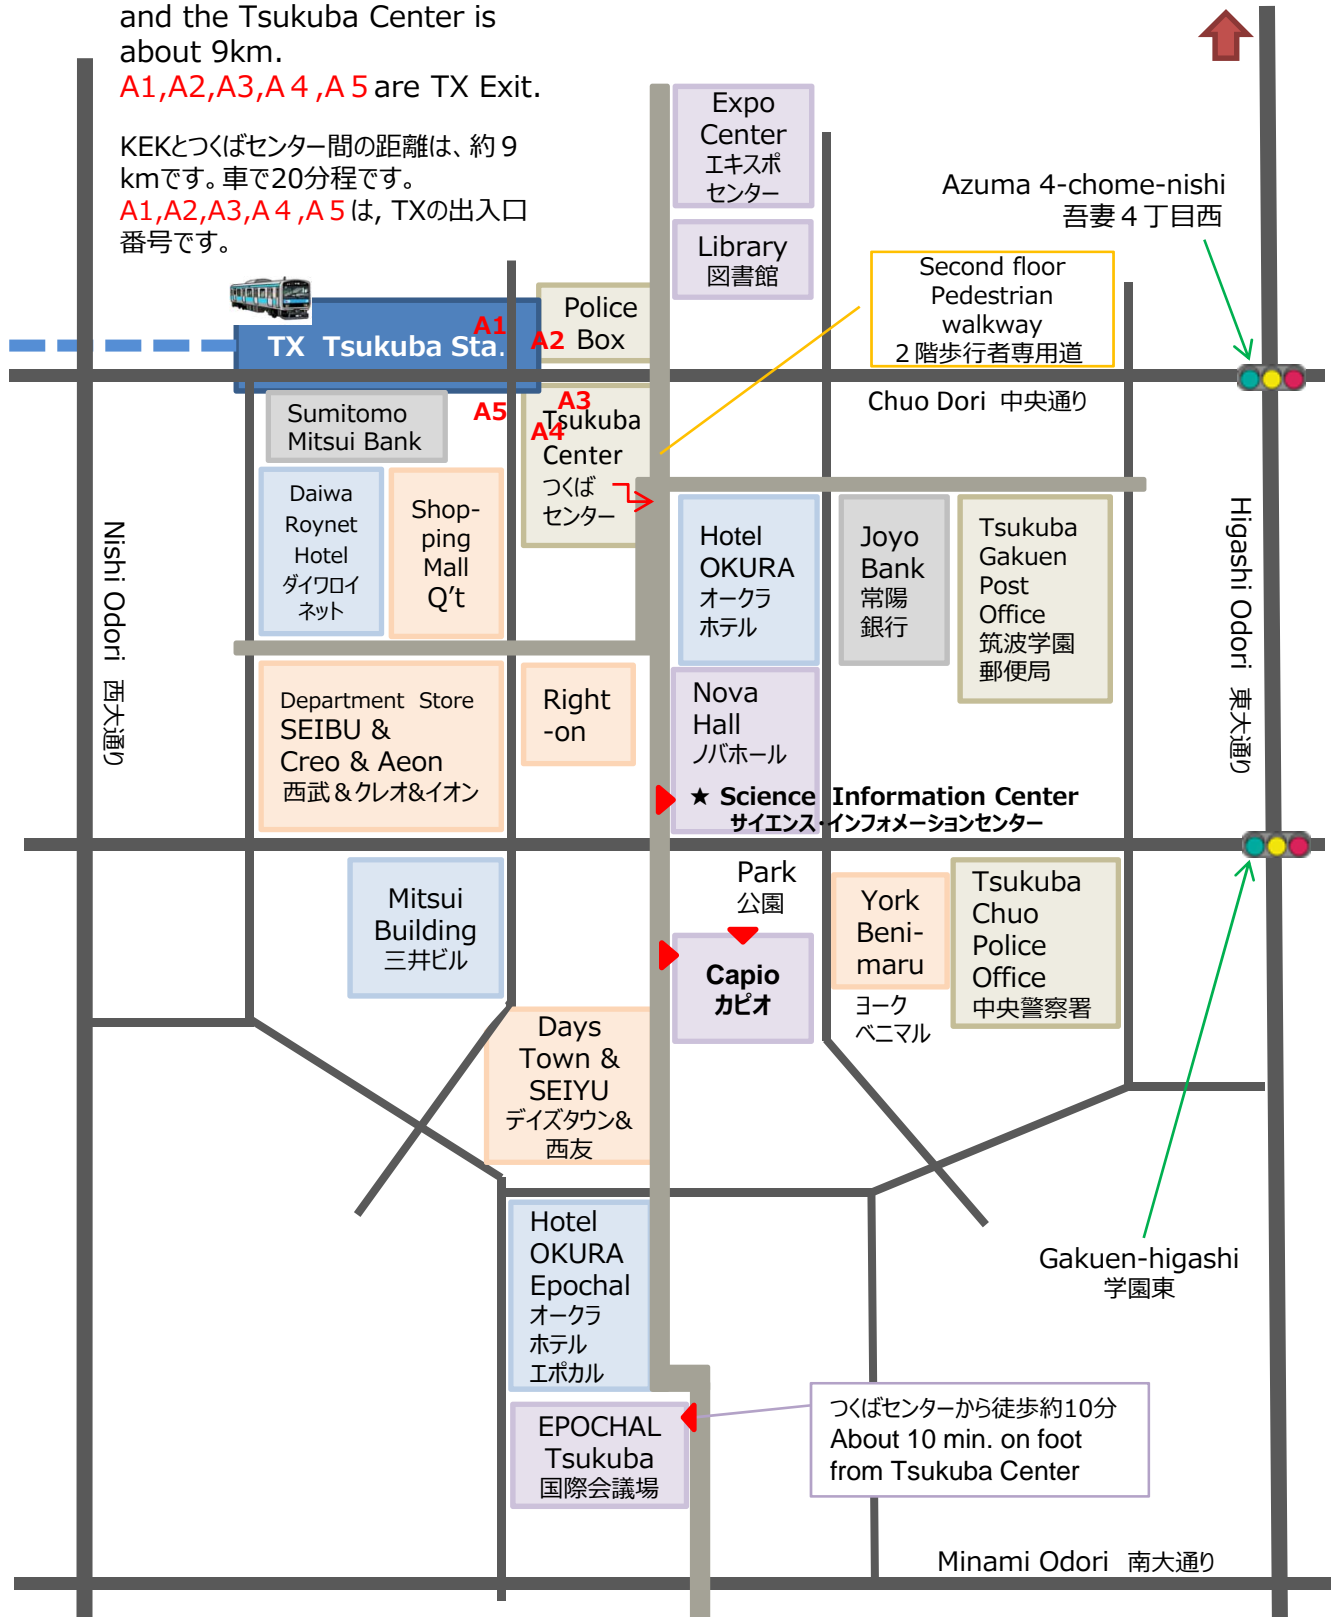 and the Tsukuba Center is
about 9km.
A1,A2,A3,A４,A５are TX Exit.
KEKとつくばセンター間の距離は、約９
kmです。車で20分程です。
A1,A2,A3,A４,A５は, TXの出入口
番号です。
Expo
Center
エキスポ
センター
Library
図書館
Azuma 4-chome-nishi
吾妻４丁目西
Second floor
Pedestrian
walkway
２階歩行者専用道
Police
Box
A1
A2
TX Tsukuba Sta.
Chuo Dori 中央通り
Sumitomo
Mitsui Bank
A5
A3
A4
Tsukuba
Center
つくば
センター
Daiwa
Roynet
Hotel
ダイワロイ
ネット
Shop-
ping
Mall
Q’t
Hotel
OKURA
オークラ
ホテル
Joyo
Bank
常陽
銀行
Tsukuba
Gakuen
Post
Office
筑波学園
郵便局
Nishi Odori 西大通り
Higashi Odori 東大通り
Department Store
SEIBU &
Creo & Aeon
西武＆クレオ&イオン
Right
-on
Nova
Hall
ノバホール
★ Science Information Center
サイエンス・インフォメーションセンター
Mitsui
Building
三井ビル
Park
公園
Capio
カピオ
York
Beni-
maru
ヨーク
ベニマル
Tsukuba
Chuo
Police
Office
中央警察署
Days
Town &
SEIYU
デイズタウン&
西友
Hotel
OKURA
Epochal
オークラ
ホテル
エポカル
Gakuen-higashi
学園東
EPOCHAL
Tsukuba
国際会議場
つくばセンターから徒歩約10分
About 10 min. on foot
from Tsukuba Center
Minami Odori 南大通り